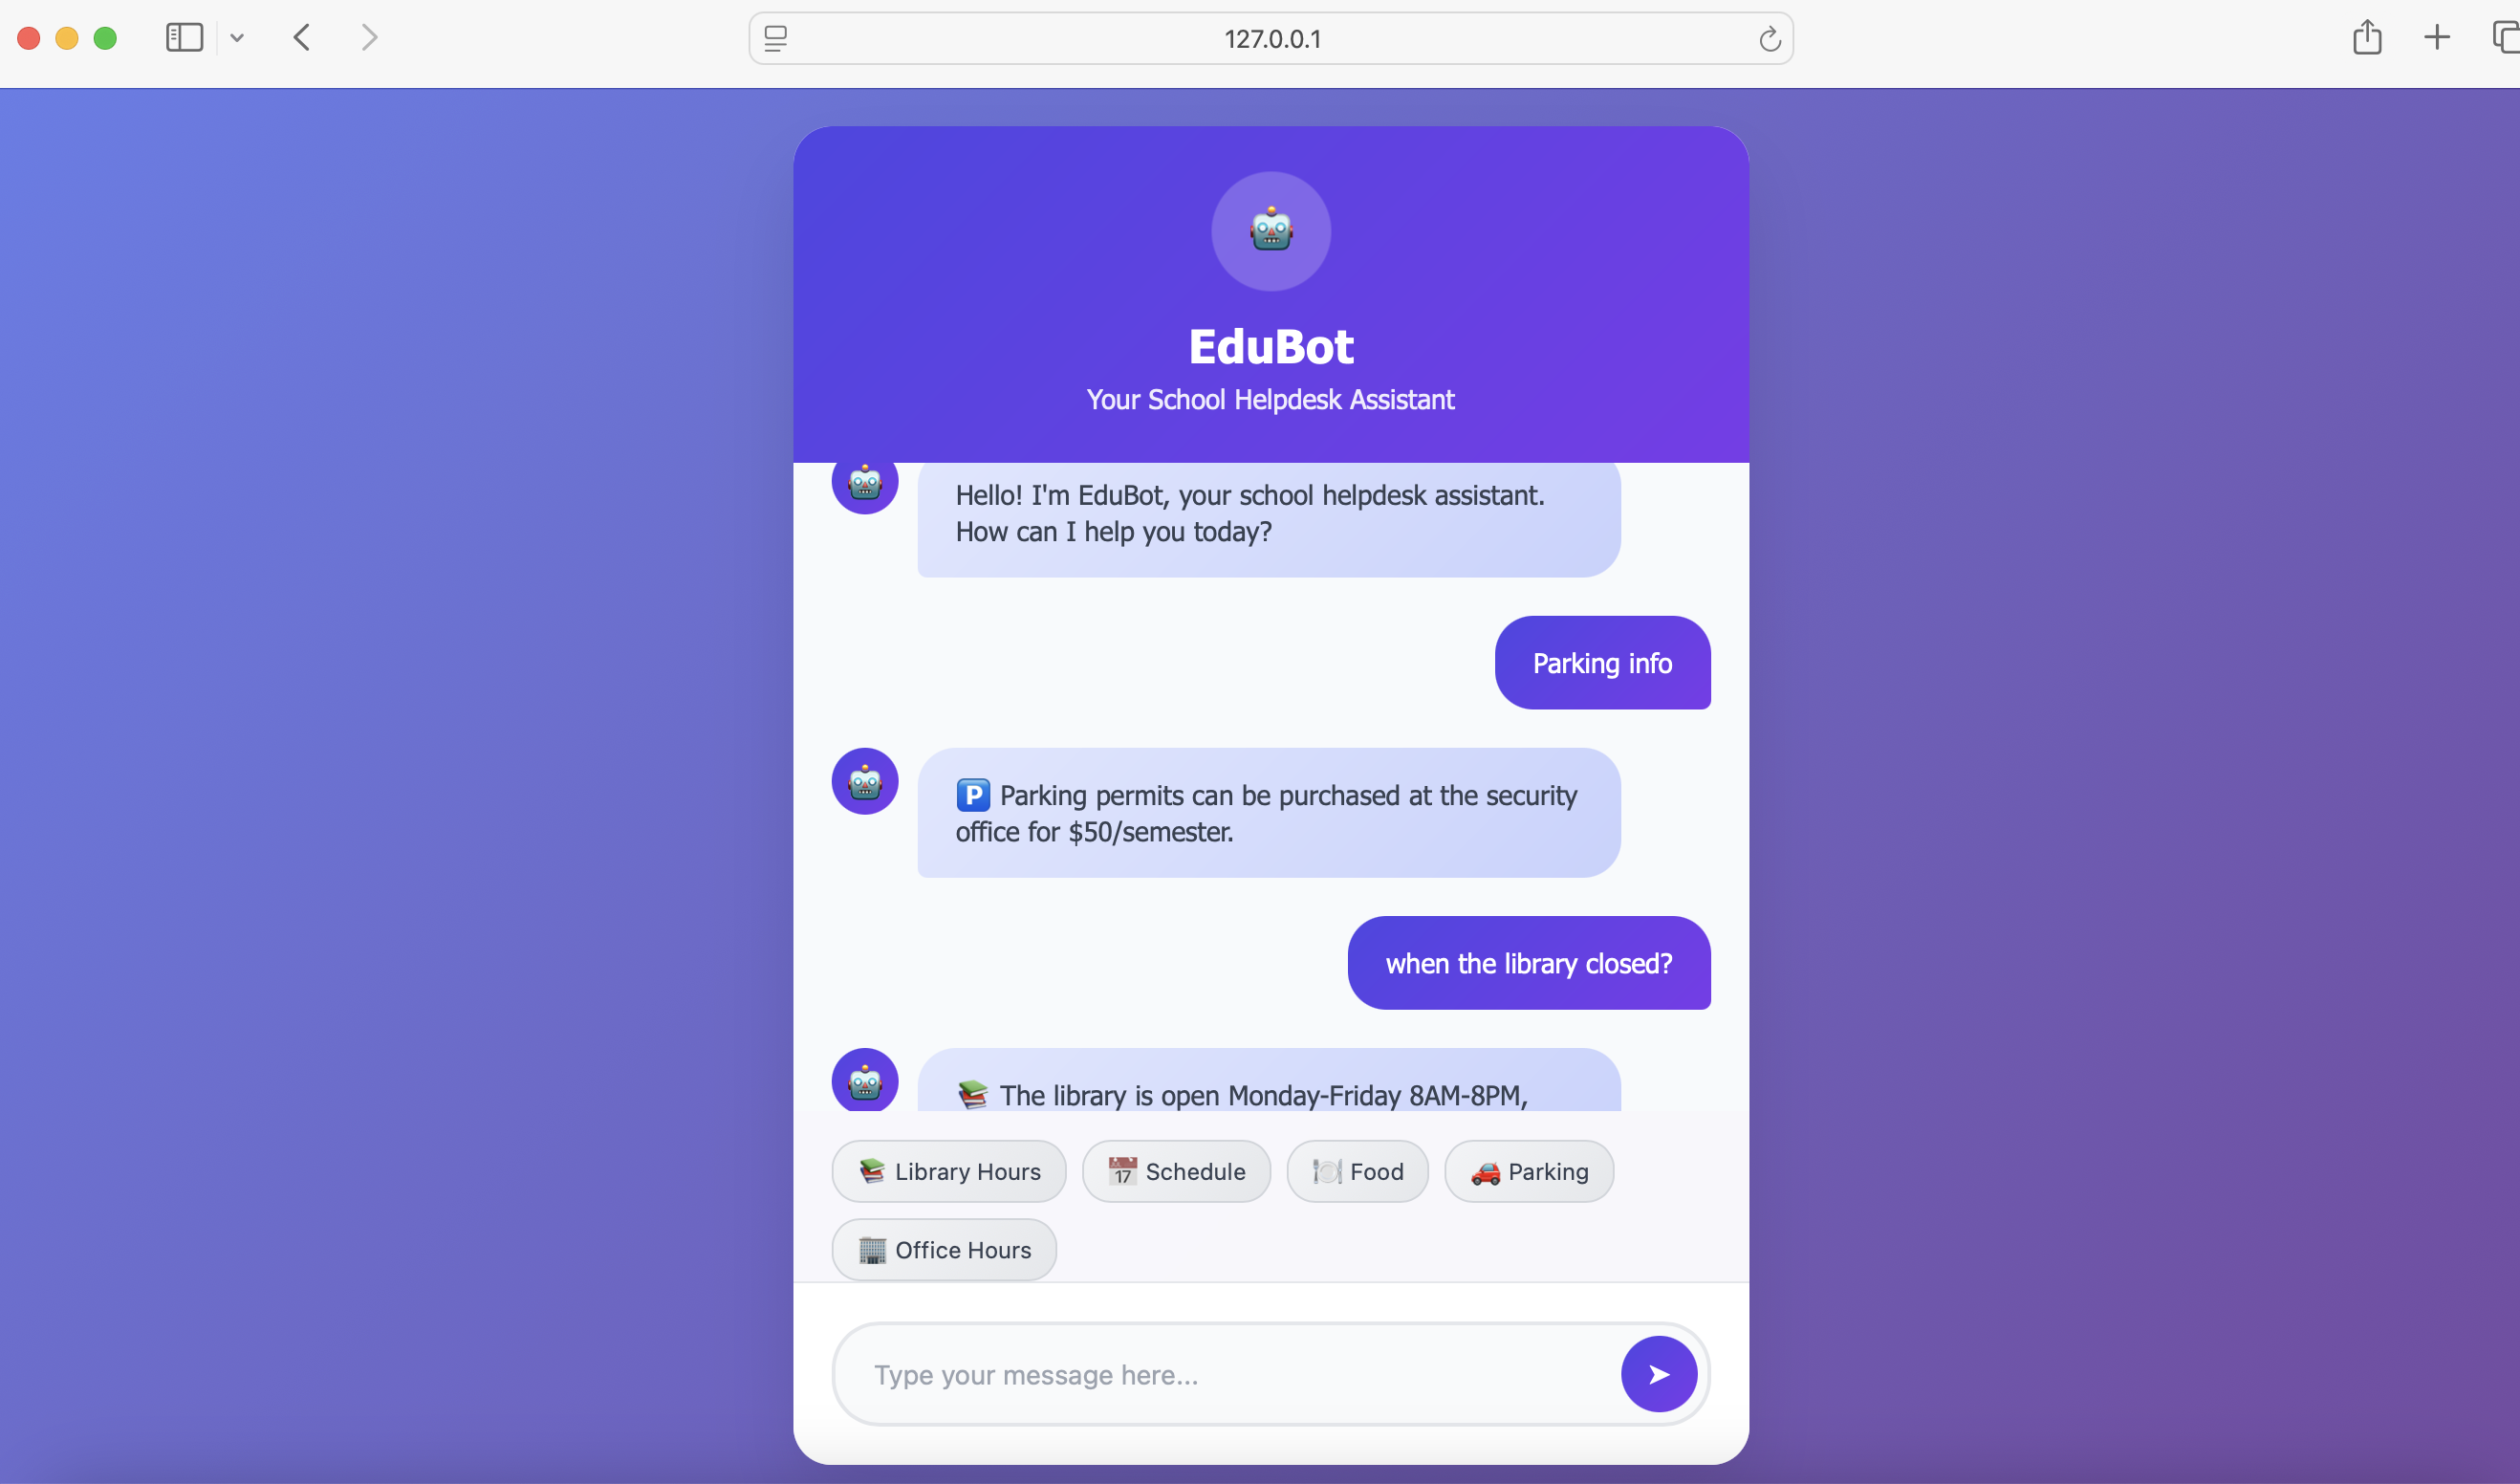 127.0.0.1
EduBot
Your School Helpdesk Assistant
Hello! I'm EduBot, your school helpdesk assistant.
How can I help you today?
Parking info
🅿️ Parking permits can be purchased at the security
office for $50/semester.
when the library closed?
📚 The library is open Monday-Friday 8AM-8PM,
📚 Library Hours
📅 Schedule
🍽️ Food
🚗 Parking
🏢 Office Hours
Type your message here...